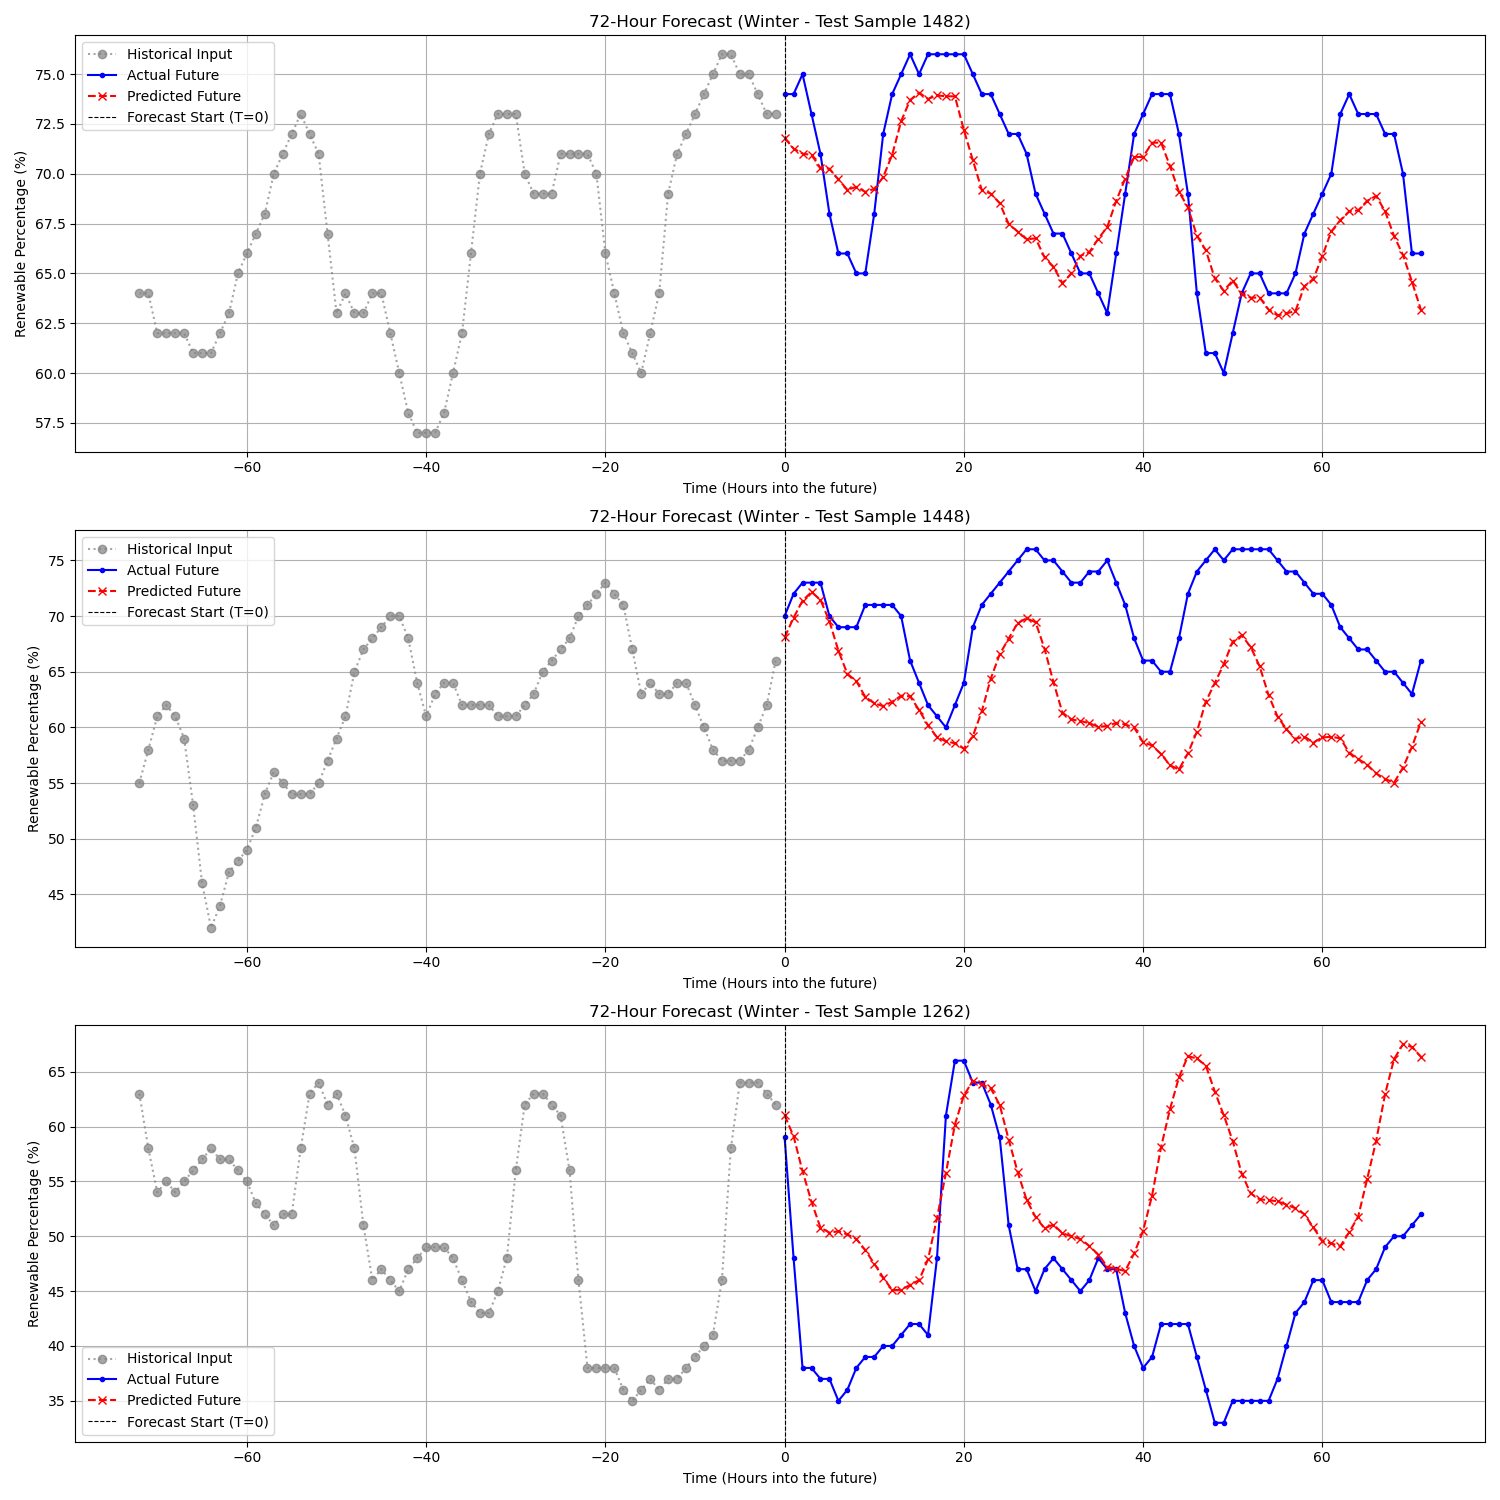 72-Hour Forecast (Winter - Test Sample 1482)
Historical Input
Actual Future
Predicted Future
Forecast Start (T=0)
Renewable Percentage (%)
75.0
72.5
70.0
67.5
65.0
62.5
60.0
57.5
−60 −40 −20 0 20 40 60
Time (Hours into the future)
72-Hour Forecast (Winter - Test Sample 1448)
Historical Input
Actual Future
Predicted Future
Forecast Start (T=0)
Renewable Percentage (%)
75
70
65
60
55
50
45
−60 −40 −20 0 20 40 60
Time (Hours into the future)
72-Hour Forecast (Winter - Test Sample 1262)
Renewable Percentage (%)
65
60
55
50
45
40
35
Historical Input
Actual Future
Predicted Future
Forecast Start (T=0)
−60 −40 −20 0 20 40 60
Time (Hours into the future)